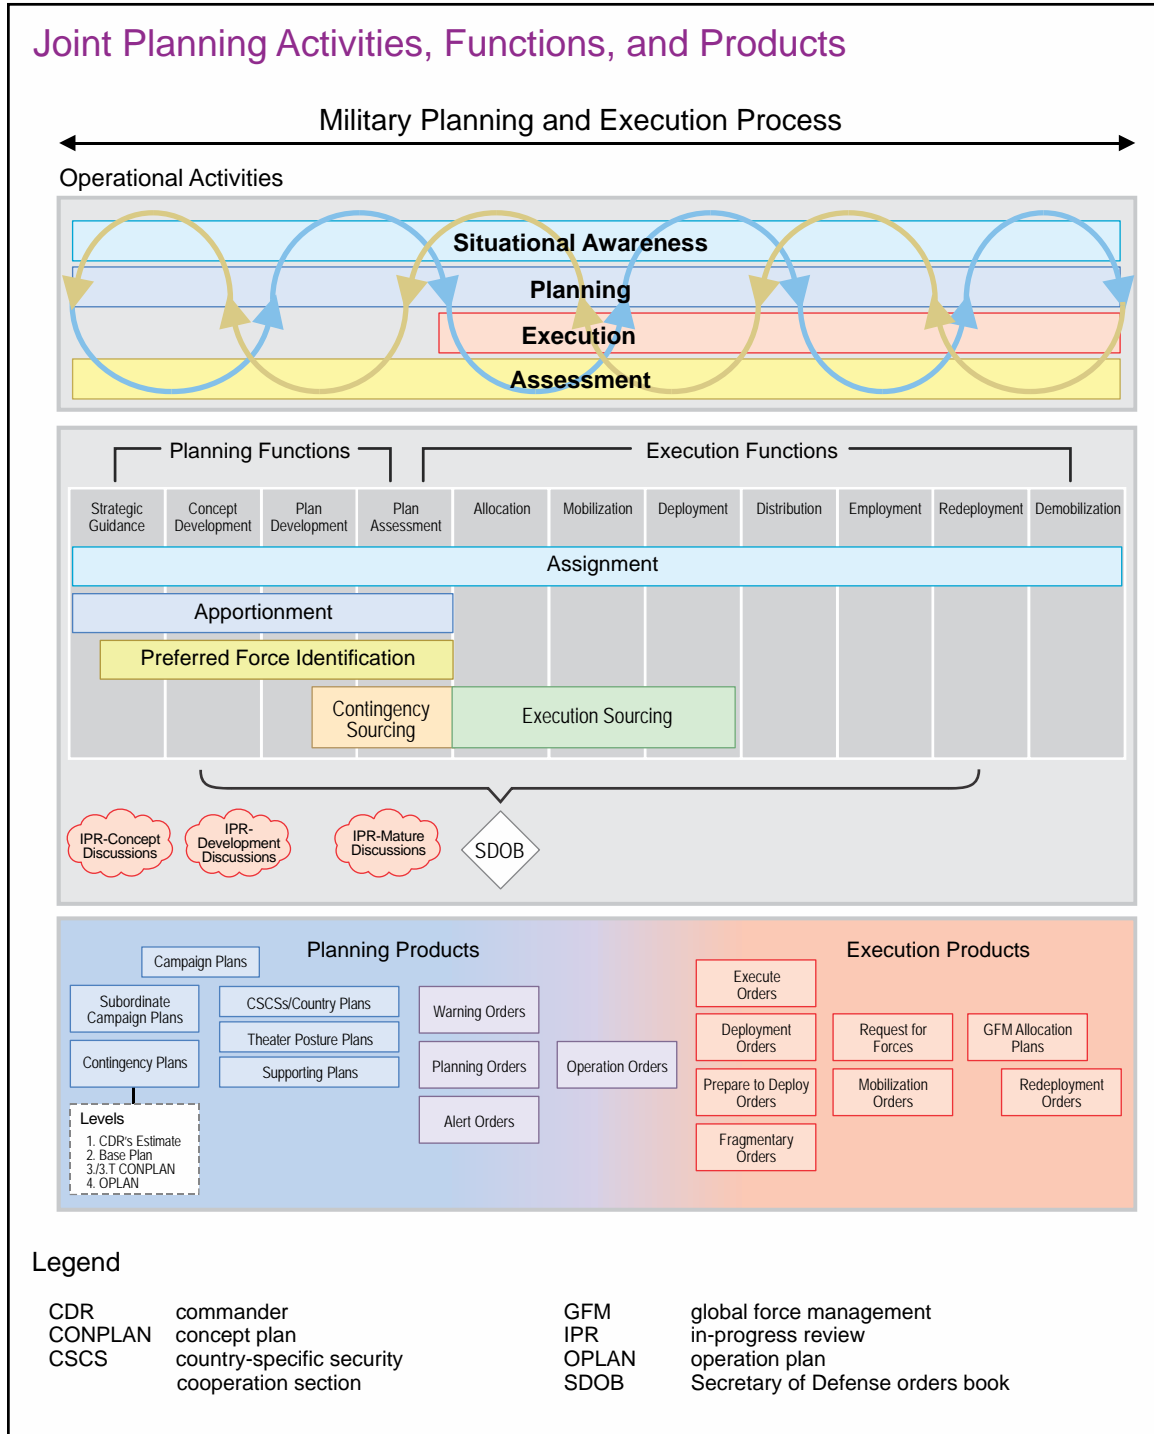 Joint Planning Activities, Functions, and Products
Military Planning and Execution Process
Operational Activities
Situational Awareness
Planning
Execution
Assessment
Planning Functions
Execution Functions
Strategic
Guidance
Concept
Development
Plan
Development
Plan
Assessment
Allocation
Mobilization
Deployment
Distribution
Employment
Redeployment
Demobilization
Assignment
Apportionment
Preferred Force Identification
Contingency
Sourcing
Execution Sourcing
IPR-Concept
Discussions
IPR-
Development
Discussions
IPR-Mature
Discussions
SDOB
Planning Products
Execution Products
Campaign Plans
Subordinate
Campaign Plans
Contingency Plans
Levels
1. CDR's Estimate
2. Base Plan
3./3.T CONPLAN
4. OPLAN
CSCSs/Country Plans
Theater Posture Plans
Supporting Plans
Warning Orders
Planning Orders
Alert Orders
Operation Orders
Execute
Orders
Deployment
Orders
Prepare to Deploy
Orders
Fragmentary
Orders
Request for
Forces
Mobilization
Orders
GFM Allocation
Plans
Redeployment
Orders
Legend
CDR commander
CONPLAN concept plan
CSCS country-specific security
cooperation section
GFM global force management
IPR in-progress review
OPLAN operation plan
SDOB Secretary of Defense orders book